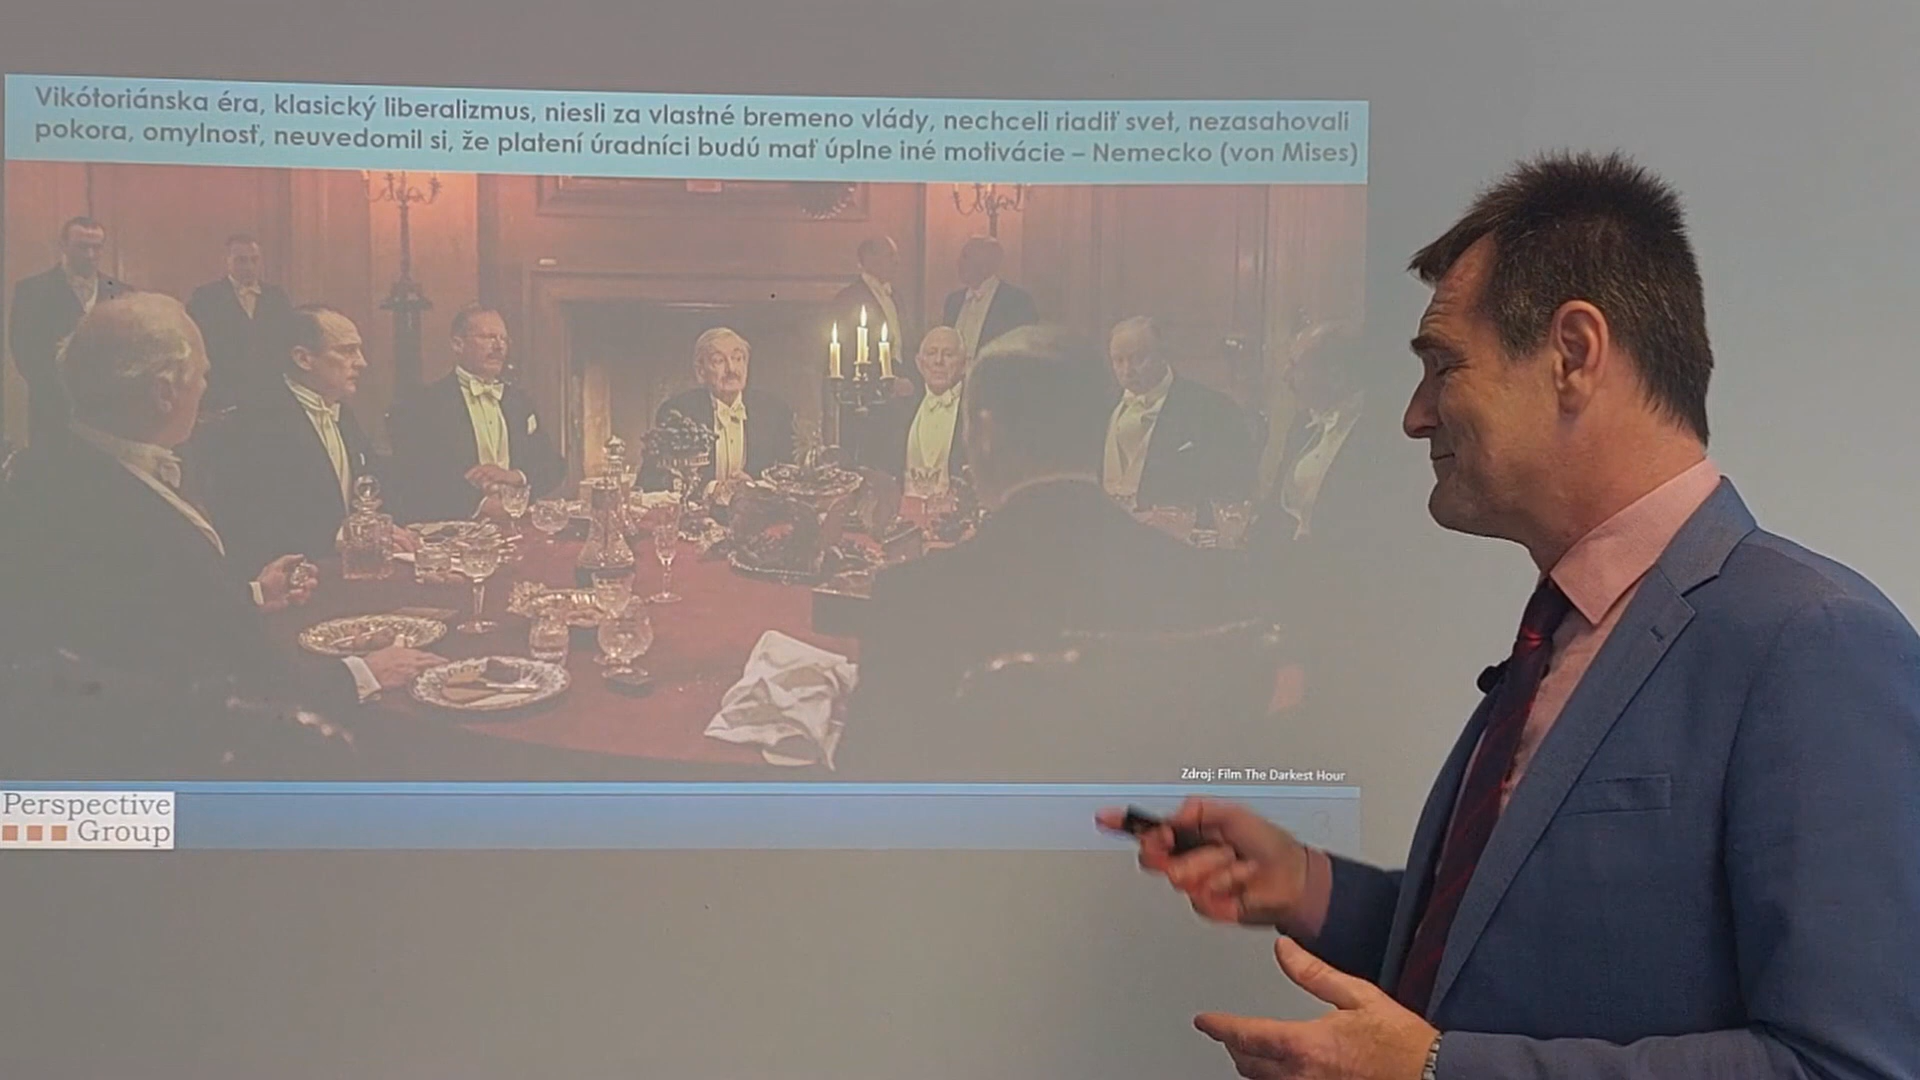 Vikótoriánska éra, klasický liberalizmus, niesli za vlastné bremeno vlády, nechceli riadiť svet, nezasahovali
pokora, omylnosť, neuvedomil si, že platení úradníci budú mať úplne iné motivácie – Nemecko (von Mises)
Zdroj: Film The Darkest Hour
Perspective
Group
3